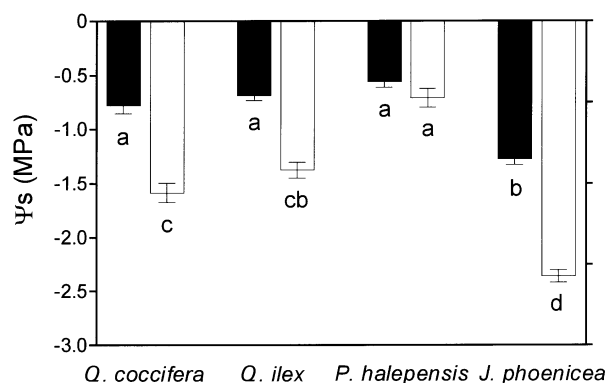 0
-0.5
-1.0
-1.5
-2.0
-2.5
-3.0
Ψs (MPa)
a
c
a
cb
a
a
b
d
Q. coccifera Q. ilex P. halepensis J. phoenicea